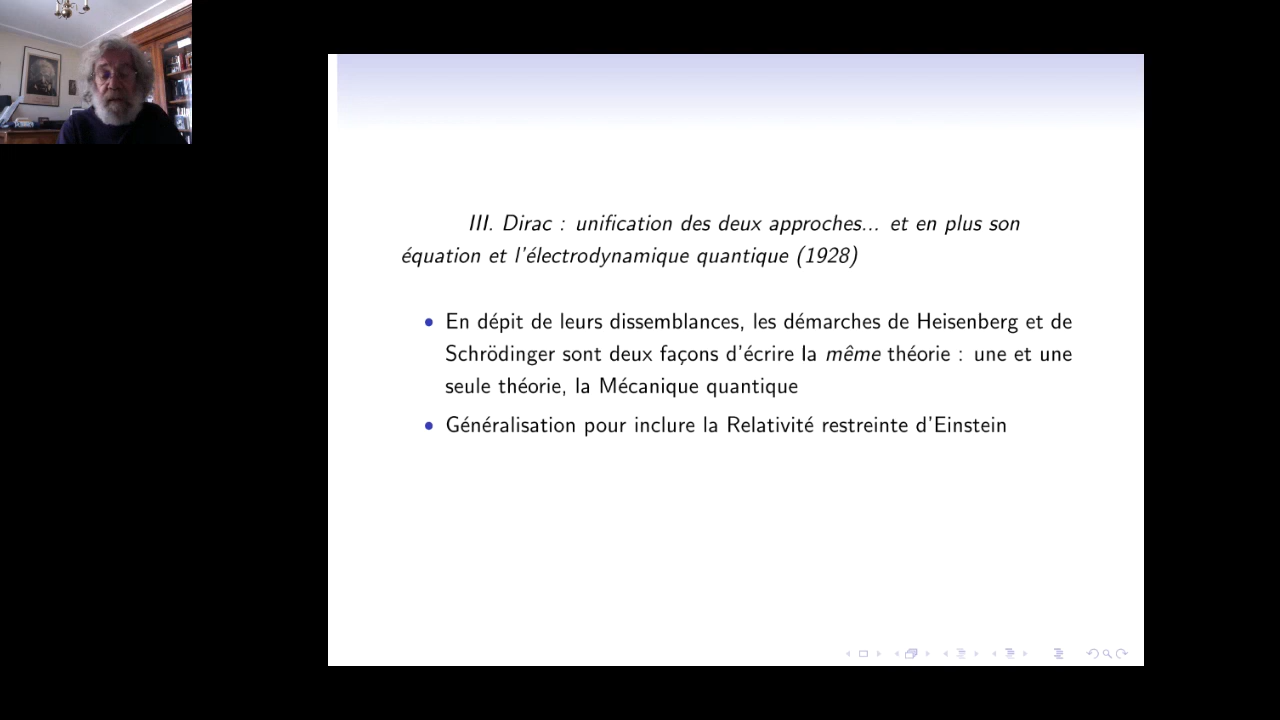 III. Dirac : unification des deux approches... et en plus son
équation et l'électrodynamique quantique (1928)
• En dépit de leurs dissemblances, les démarches de Heisenberg et de
Schrödinger sont deux façons d'écrire la même théorie : une et une
seule théorie, la Mécanique quantique
• Généralisation pour inclure la Relativité restreinte d'Einstein